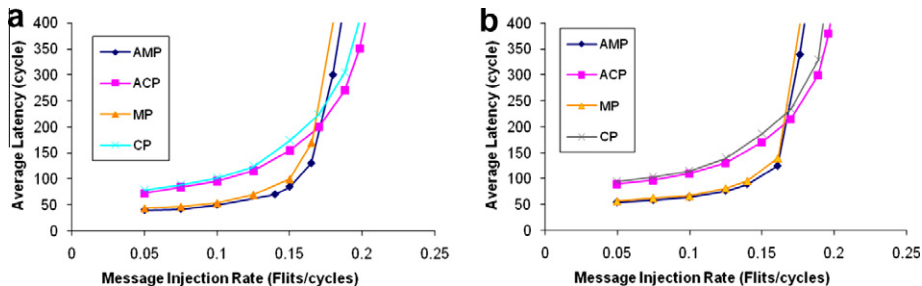 a
400
350
300
250
200
150
100
50
0
Average Latency (cycle)
AMP
ACP
MP
CP
0 0.05 0.1 0.15 0.2 0.25
Message Injection Rate (Flits/cycles)
b
400
350
300
250
200
150
100
50
0
Average Latency (cycle)
AMP
ACP
MP
CP
0 0.05 0.1 0.15 0.2 0.25
Message Injection Rate (Flits/cycles)